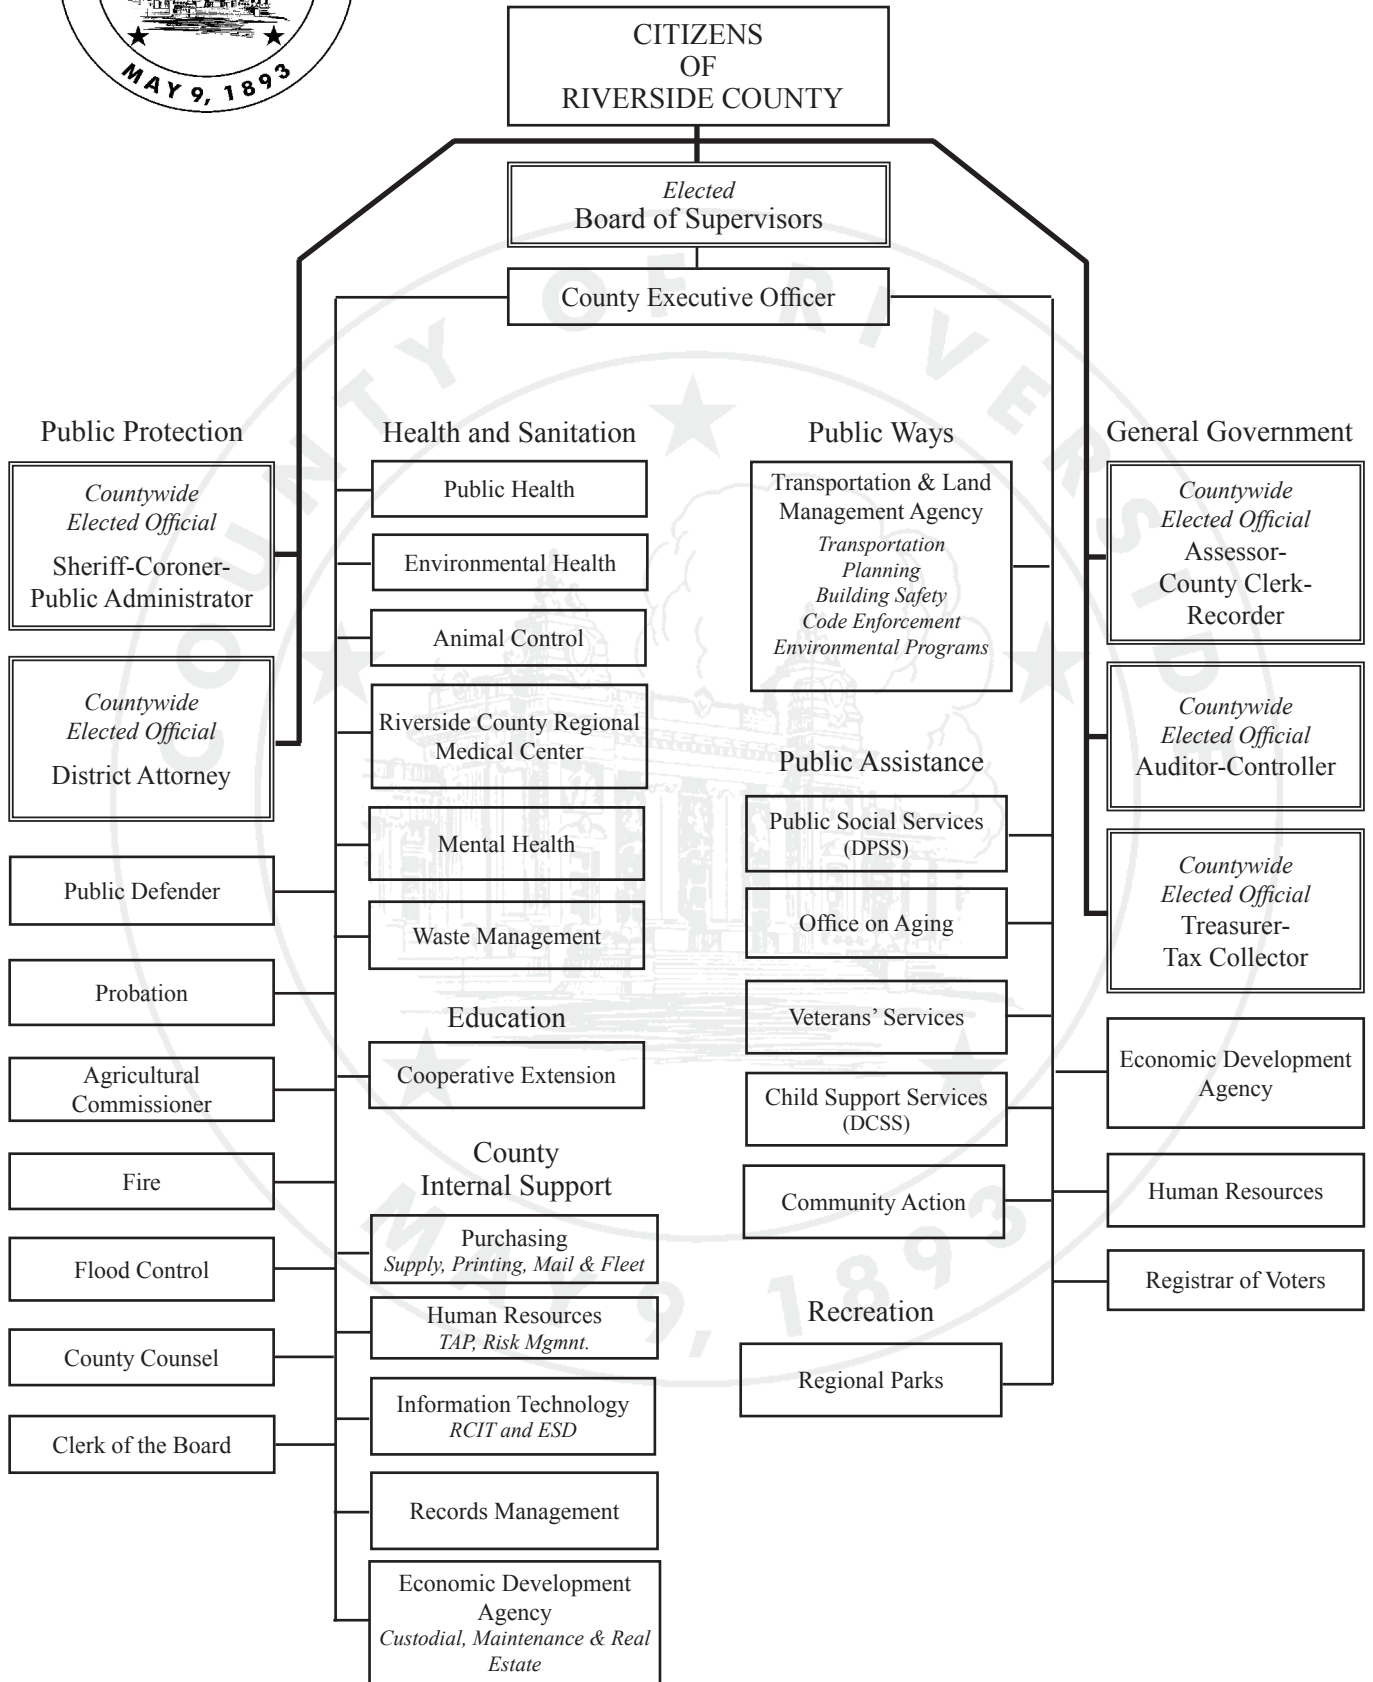 MAY 9, 1893
CITIZENS
OF
RIVERSIDE COUNTY
Elected
Board of Supervisors
County Executive Officer
COUNTY OF RIVERSIDE
MAY 9, 1893
Public Protection
Countywide
Elected Official
Sheriff-Coroner-
Public Administrator
Countywide
Elected Official
District Attorney
Public Defender
Probation
Agricultural
Commissioner
Fire
Flood Control
County Counsel
Clerk of the Board
Health and Sanitation
Public Health
Environmental Health
Animal Control
Riverside County Regional
Medical Center
Mental Health
Waste Management
Education
Cooperative Extension
County
Internal Support
Purchasing
Supply, Printing, Mail & Fleet
Human Resources
TAP, Risk Mgmnt.
Information Technology
RCIT and ESD
Records Management
Economic Development
Agency
Custodial, Maintenance & Real
Estate
Public Ways
Transportation & Land
Management Agency
Transportation
Planning
Building Safety
Code Enforcement
Environmental Programs
Public Assistance
Public Social Services
(DPSS)
Office on Aging
Veterans’ Services
Child Support Services
(DCSS)
Community Action
Recreation
Regional Parks
General Government
Countywide
Elected Official
Assessor-
County Clerk-
Recorder
Countywide
Elected Official
Auditor-Controller
Countywide
Elected Official
Treasurer-
Tax Collector
Economic Development
Agency
Human Resources
Registrar of Voters